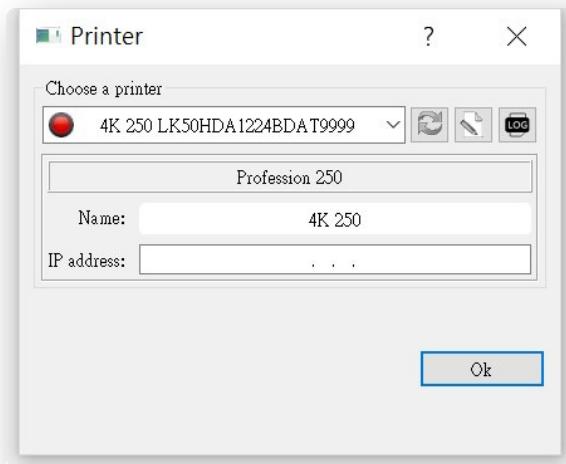 Printer
?
Choose a printer
4K 250 LK50HDA1224BDAT9999
LOG
Profession 250
Name: 4K 250
IP address: . . .
Ok